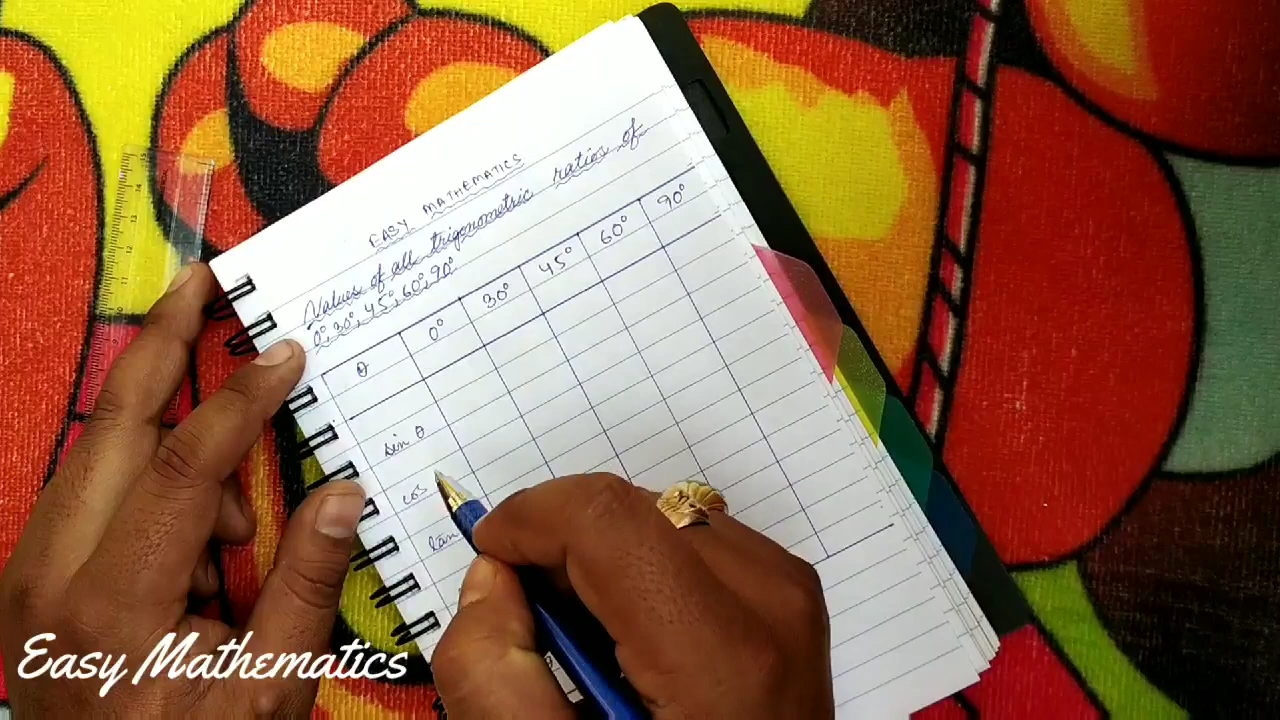 EASY MATHEMATICS
Values of all trigonometric ratios of
0°, 30°, 45°, 60°, 90°
θ 0° 30° 45° 60° 90°
sin θ
cos
tan
Easy Mathematics